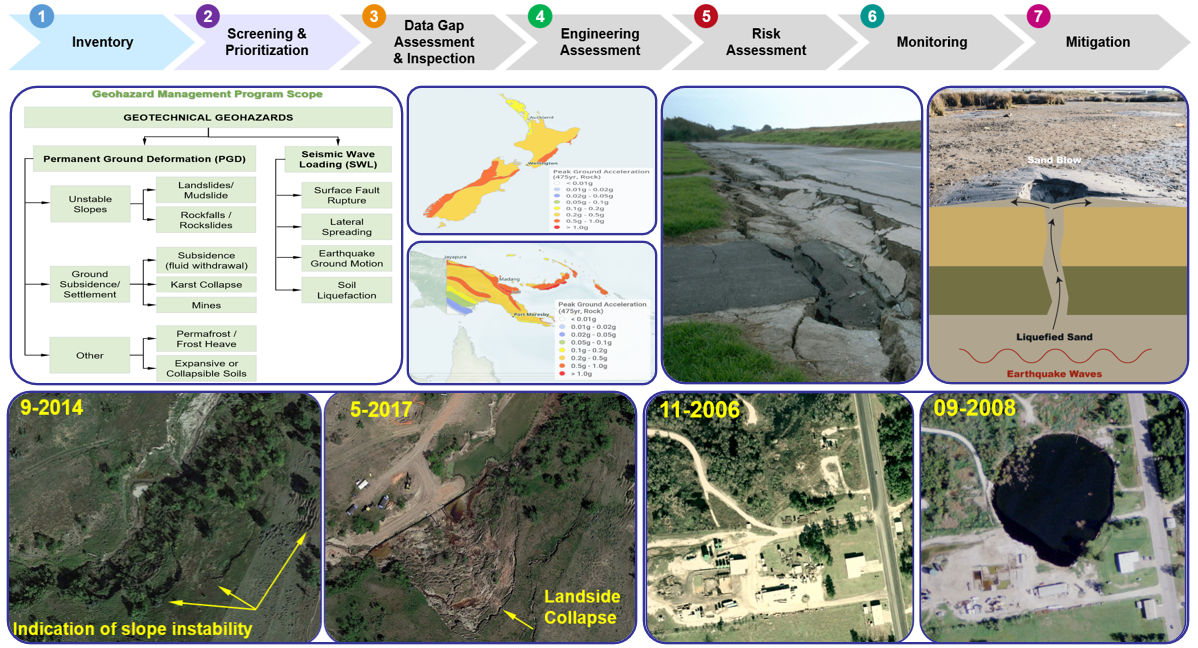 1
Inventory
2
Screening &
Prioritization
3
Data Gap
Assessment
& Inspection
4
Engineering
Assessment
5
Risk
Assessment
6
Monitoring
7
Mitigation
Geohazard Management Program Scope
GEOTECHNICAL GEOHAZARDS
Permanent Ground Deformation (PGD)
Unstable
Slopes
Landslides/
Mudslide
Rockfalls /
Rockslides
Ground
Subsidence/
Settlement
Subsidence
(fluid withdrawal)
Karst Collapse
Mines
Other
Permafrost /
Frost Heave
Expansive or
Collapsible Soils
Seismic Wave
Loading (SWL)
Surface Fault
Rupture
Lateral
Spreading
Earthquake
Ground Motion
Soil
Liquefaction
Auckland
Wellington
Peak Ground Acceleration
(475yr, Rock)
< 0.01g
0.01g - 0.02g
0.02g - 0.05g
0.05g - 0.1g
0.1g - 0.2g
0.2g - 0.5g
0.5g - 1.0g
> 1.0g
Jayapura
Madang
Port Moresby
Peak Ground Acceleration
(475yr, Rock)
< 0.01g
0.01g - 0.02g
0.02g - 0.05g
0.05g - 0.1g
0.1g - 0.2g
0.2g - 0.5g
0.5g - 1.0g
> 1.0g
Sand Blow
Liquefied Sand
Earthquake Waves
9-2014
Indication of slope instability
5-2017
Landside
Collapse
11-2006
09-2008